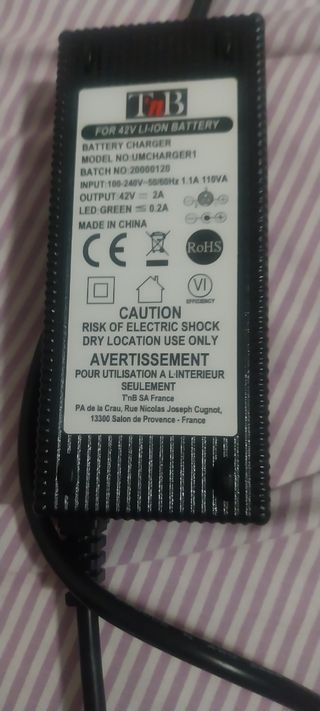 TnB
FOR 42V LI-ION BATTERY
BATTERY CHARGER
MODEL NO:UMCHARGER1
BATCH NO: 20000120
INPUT:100-240V~50/60Hz 1.1A 110VA
OUTPUT:42V ⎓ 2A
LED:GREEN ≤ 0.2A
MADE IN CHINA
CE
RoHS
VI
EFFICIENCY
CAUTION
RISK OF ELECTRIC SHOCK
DRY LOCATION USE ONLY
AVERTISSEMENT
POUR UTILISATION A L·INTERIEUR
SEULEMENT
T'nB SA France
PA de la Crau, Rue Nicolas Joseph Cugnot,
13300 Salon de Provence - France